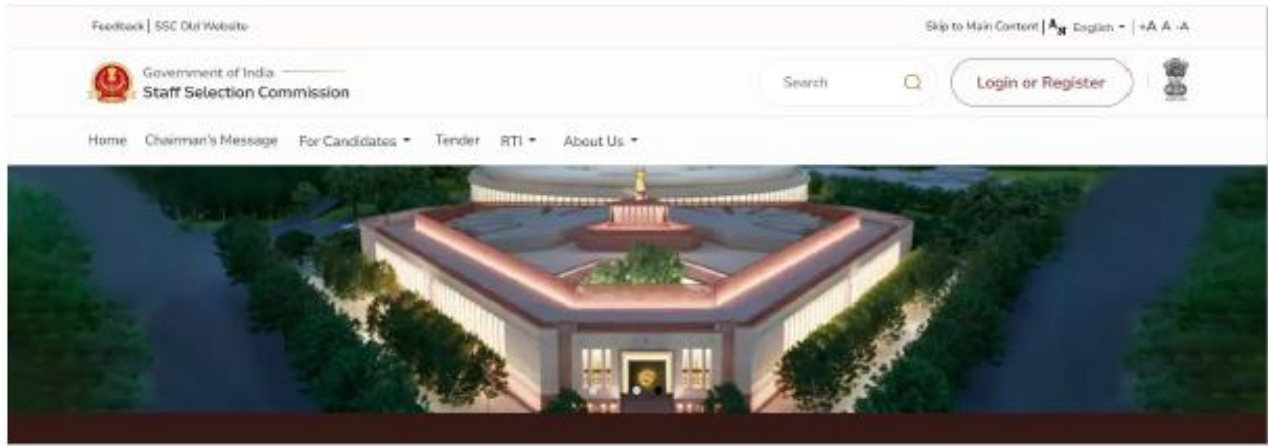 Feedback | SSC Old Website
Skip to Main Content | English | +A A -A
Government of India
Staff Selection Commission
Search
Login or Register
Home Chairman's Message For Candidates Tender RTI About Us